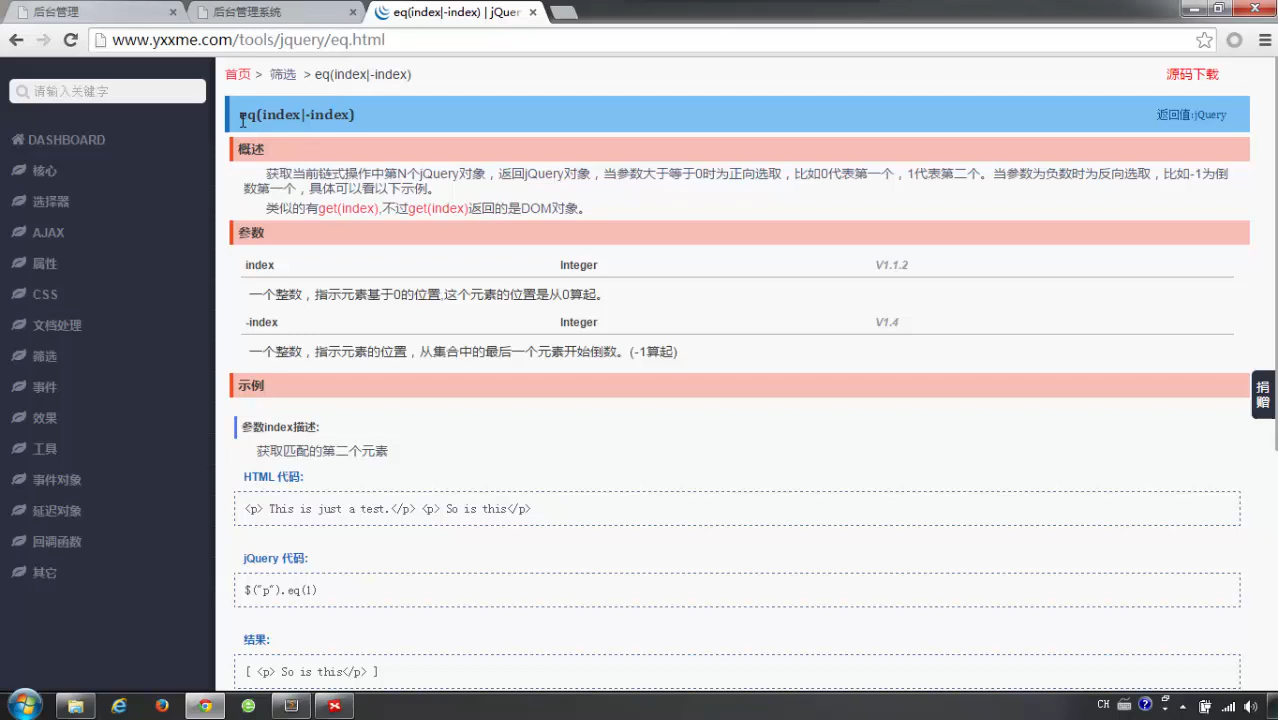 后台管理
后台管理系统
eq(index|-index) | jQuer
www.yxxme.com/tools/jquery/eq.html
请输入关键字
DASHBOARD
核心
选择器
AJAX
属性
CSS
文档处理
筛选
事件
效果
工具
事件对象
延迟对象
回调函数
其它
首页 > 筛选 > eq(index|-index)
源码下载
eq(index|-index)
返回值:jQuery
概述
获取当前链式操作中第N个jQuery对象，返回jQuery对象，当参数大于等于0时为正向选取，比如0代表第一个，1代表第二个。当参数为负数时为反向选取，比如-1为倒
数第一个，具体可以看以下示例。
类似的有get(index),不过get(index)返回的是DOM对象。
参数
index Integer V1.1.2
一个整数，指示元素基于0的位置,这个元素的位置是从0算起。
-index Integer V1.4
一个整数，指示元素的位置，从集合中的最后一个元素开始倒数。(-1算起)
示例
参数index描述:
获取匹配的第二个元素
HTML 代码:
<p> This is just a test.</p> <p> So is this</p>
jQuery 代码:
$("p").eq(1)
结果:
[ <p> So is this</p> ]
捐
赠
CH